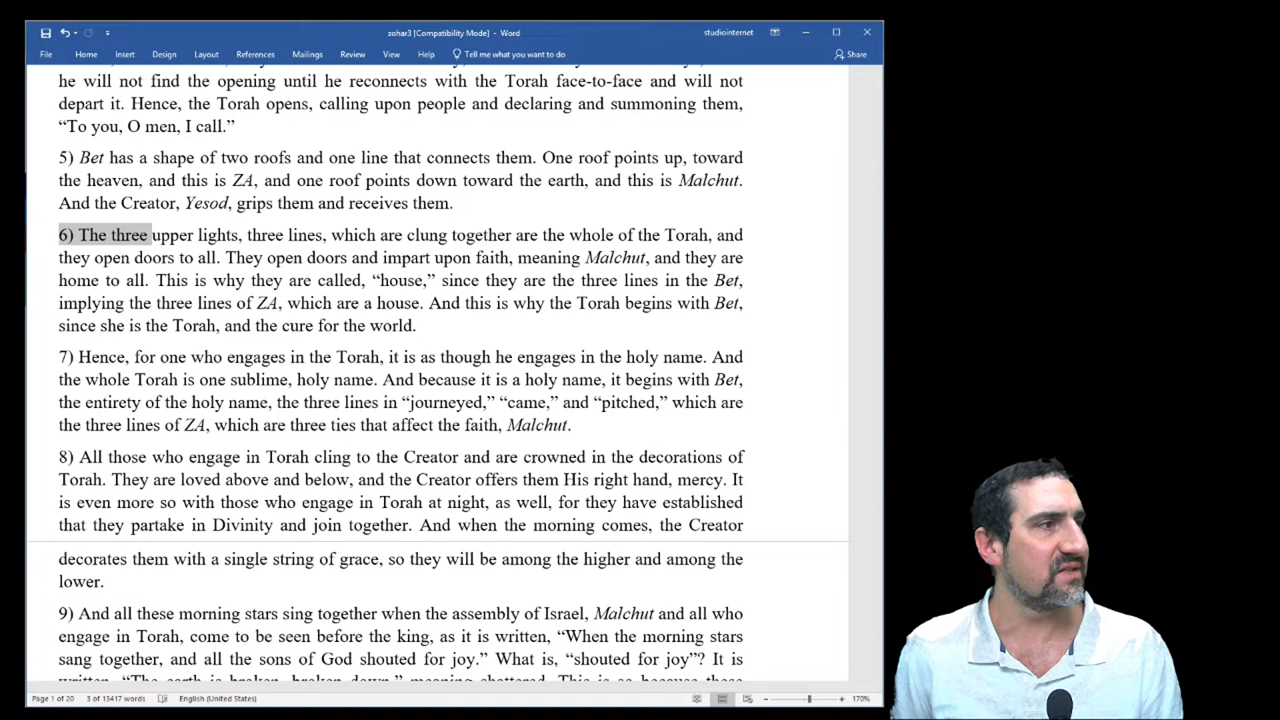 zohar3 [Compatibility Mode] - Word
studiointernet
File Home Insert Design Layout References Mailings Review View Help Tell me what you want to do Share
he will not find the opening until he reconnects with the Torah face-to-face and will not
depart it. Hence, the Torah opens, calling upon people and declaring and summoning them,
“To you, O men, I call.”
5) Bet has a shape of two roofs and one line that connects them. One roof points up, toward
the heaven, and this is ZA, and one roof points down toward the earth, and this is Malchut.
And the Creator, Yesod, grips them and receives them.
6) The three upper lights, three lines, which are clung together are the whole of the Torah, and
they open doors to all. They open doors and impart upon faith, meaning Malchut, and they are
home to all. This is why they are called, “house,” since they are the three lines in the Bet,
implying the three lines of ZA, which are a house. And this is why the Torah begins with Bet,
since she is the Torah, and the cure for the world.
7) Hence, for one who engages in the Torah, it is as though he engages in the holy name. And
the whole Torah is one sublime, holy name. And because it is a holy name, it begins with Bet,
the entirety of the holy name, the three lines in “journeyed,” “came,” and “pitched,” which are
the three lines of ZA, which are three ties that affect the faith, Malchut.
8) All those who engage in Torah cling to the Creator and are crowned in the decorations of
Torah. They are loved above and below, and the Creator offers them His right hand, mercy. It
is even more so with those who engage in Torah at night, as well, for they have established
that they partake in Divinity and join together. And when the morning comes, the Creator
decorates them with a single string of grace, so they will be among the higher and among the
lower.
9) And all these morning stars sing together when the assembly of Israel, Malchut and all who
engage in Torah, come to be seen before the king, as it is written, “When the morning stars
sang together, and all the sons of God shouted for joy.” What is, “shouted for joy”? It is
written, “The earth is broken, broken down,” meaning shattered. This is so because these
Page 1 of 20 3 of 13417 words English (United States) 170%